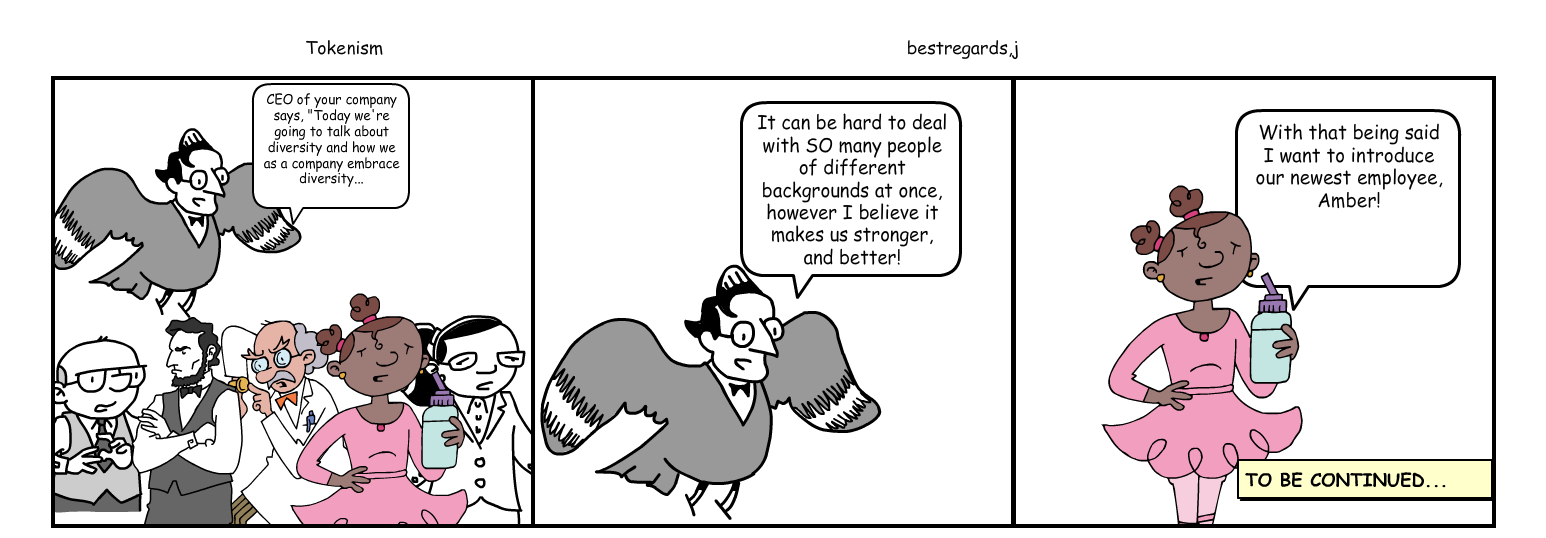 Tokenism
bestregards,j
CEO of your company
says, "Today we're
going to talk about
diversity and how we
as a company embrace
diversity...
It can be hard to deal
with SO many people
of different
backgrounds at once,
however I believe it
makes us stronger,
and better!
With that being said
I want to introduce
our newest employee,
Amber!
TO BE CONTINUED...